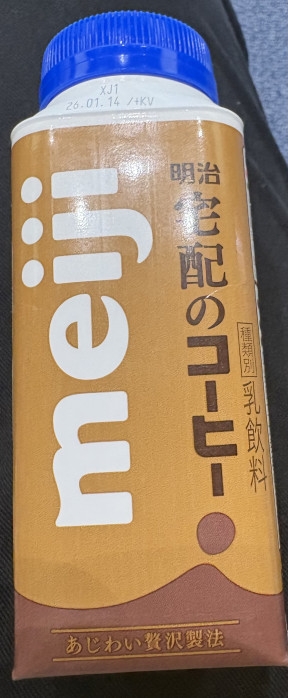 XJ1
26.01.14 /+KV
meiji
明治
宅配のコーヒー
種類別
乳飲料
あじわい贅沢製法